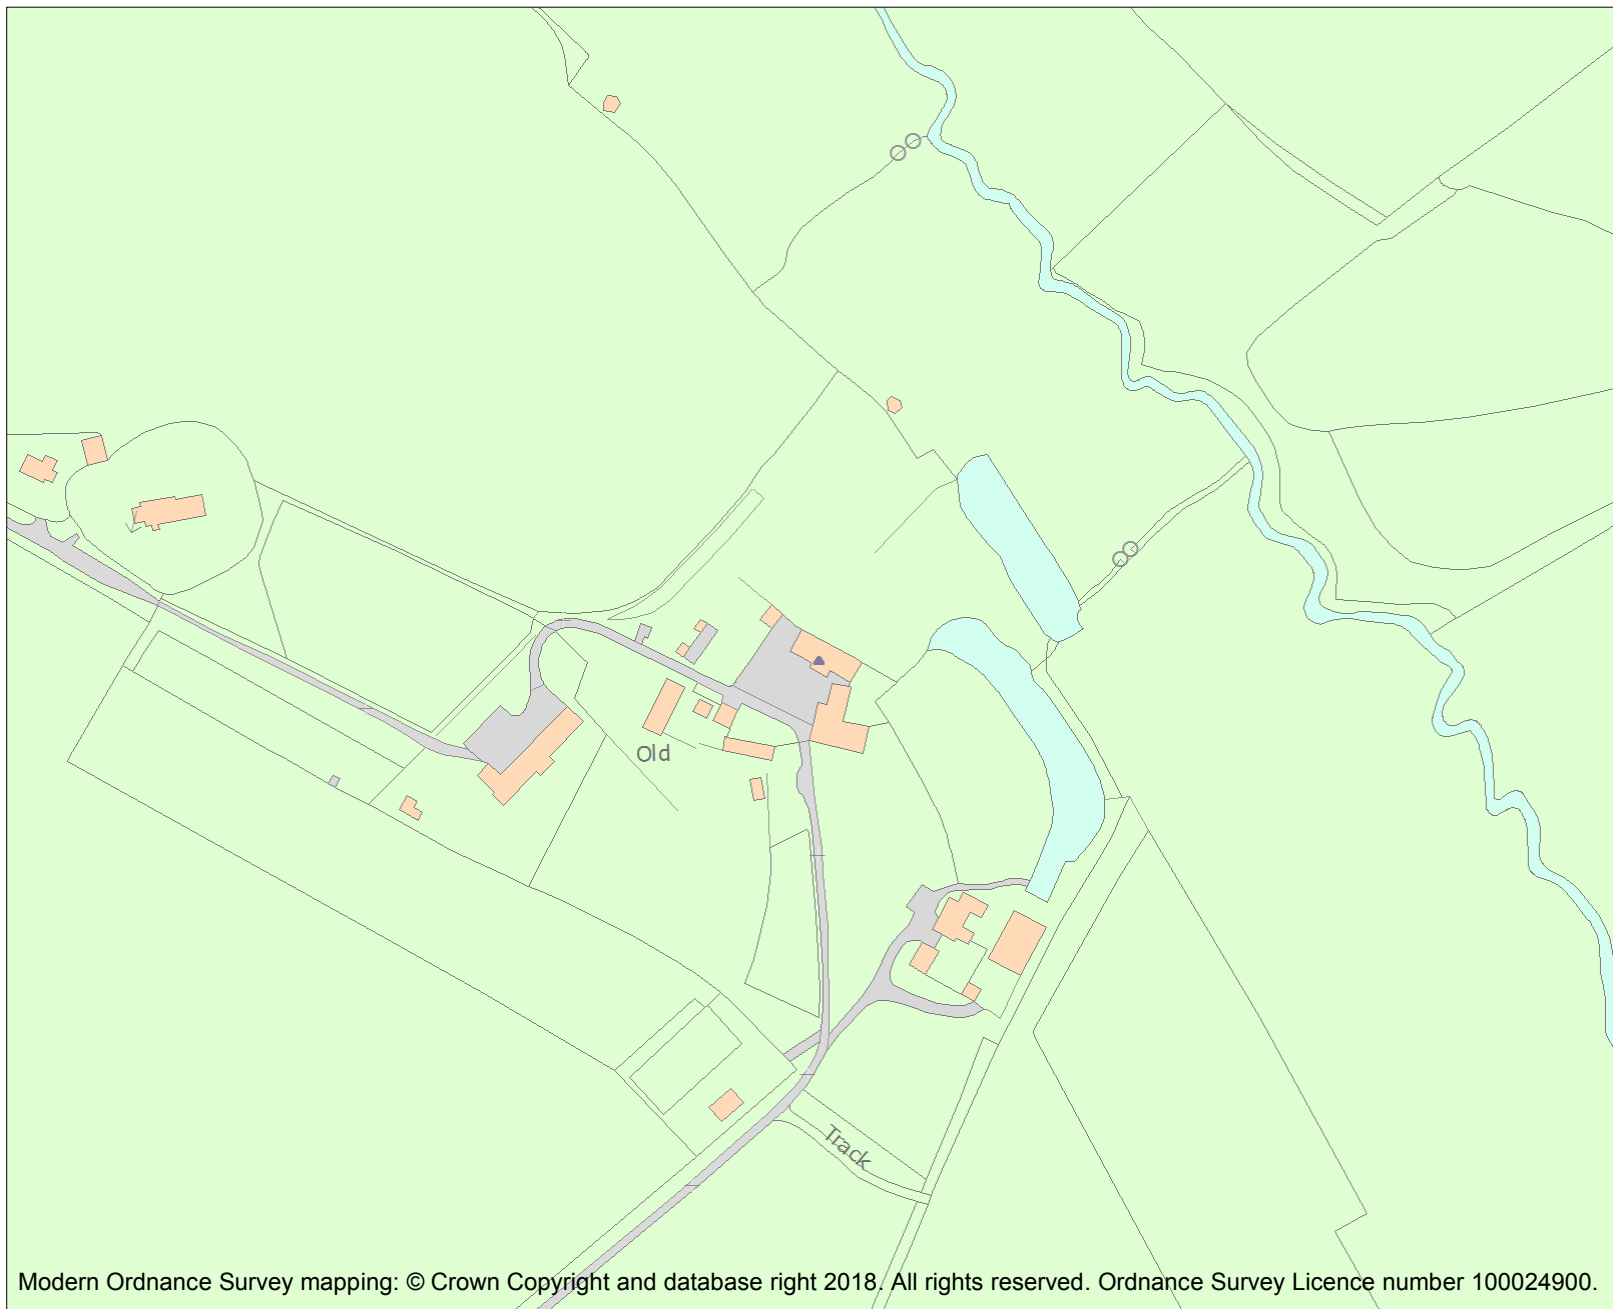 Old
Track
Modern Ordnance Survey mapping: © Crown Copyright and database right 2018. All rights reserved. Ordnance Survey Licence number 100024900.